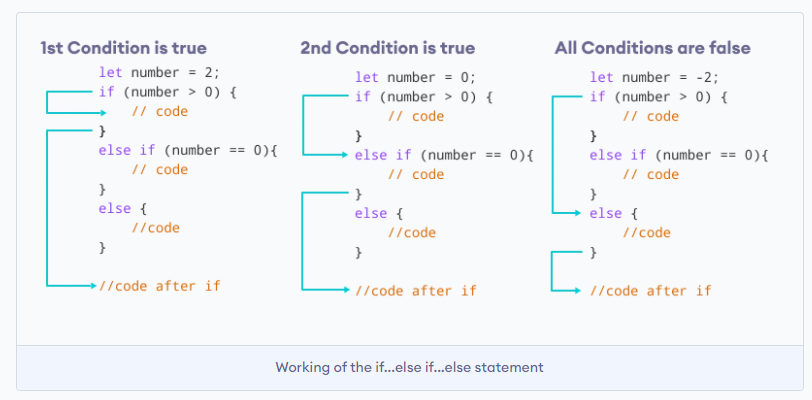 1st Condition is true
let number = 2;
if (number > 0) {
// code
}
else if (number == 0){
// code
}
else {
//code
}
//code after if
2nd Condition is true
let number = 0;
if (number > 0) {
// code
}
else if (number == 0){
// code
}
else {
//code
}
//code after if
All Conditions are false
let number = -2;
if (number > 0) {
// code
}
else if (number == 0){
// code
}
else {
//code
}
//code after if
Working of the if...else if...else statement